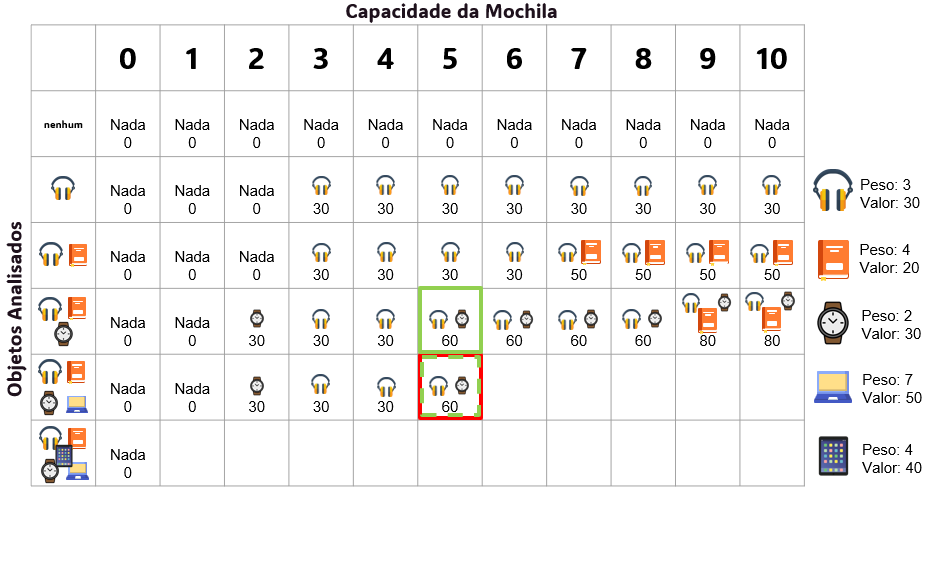 Capacidade da Mochila
0 1 2 3 4 5 6 7 8 9 10
Objetos Analisados
nenhum
Nada Nada Nada Nada Nada Nada Nada Nada Nada Nada Nada
0 0 0 0 0 0 0 0 0 0 0
Nada Nada Nada
0 0 0 30 30 30 30 30 30 30 30
Peso: 3
Valor: 30
Nada Nada Nada
0 0 0 30 30 30 30 50 50 50 50
Peso: 4
Valor: 20
Nada Nada
0 0 30 30 30 60 60 60 60 80 80
Peso: 2
Valor: 30
Nada Nada
0 0 30 30 30 60
Peso: 7
Valor: 50
Nada
0
Peso: 4
Valor: 40